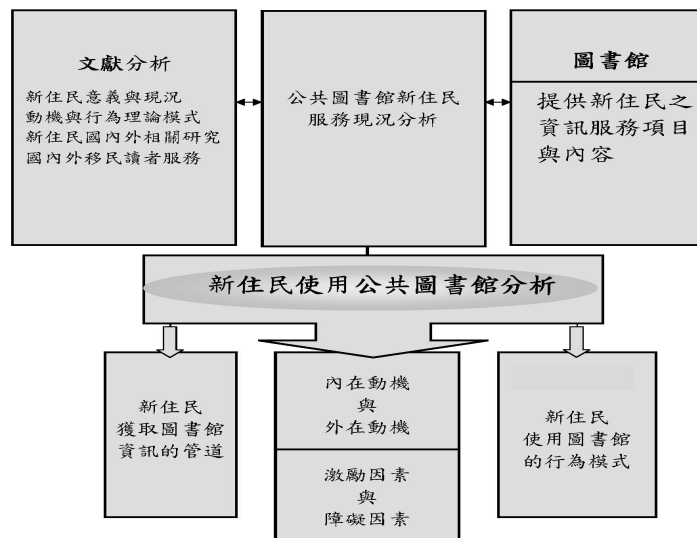 文獻分析
新住民意義與現況
動機與行為理論模式
新住民國內外相關研究
國內外移民讀者服務
公共圖書館新住民
服務現況分析
圖書館
提供新住民之
資訊服務項目
與內容
新住民使用公共圖書館分析
新住民
獲取圖書館
資訊的管道
內在動機
與
外在動機
激勵因素
與
障礙因素
新住民
使用圖書館
的行為模式